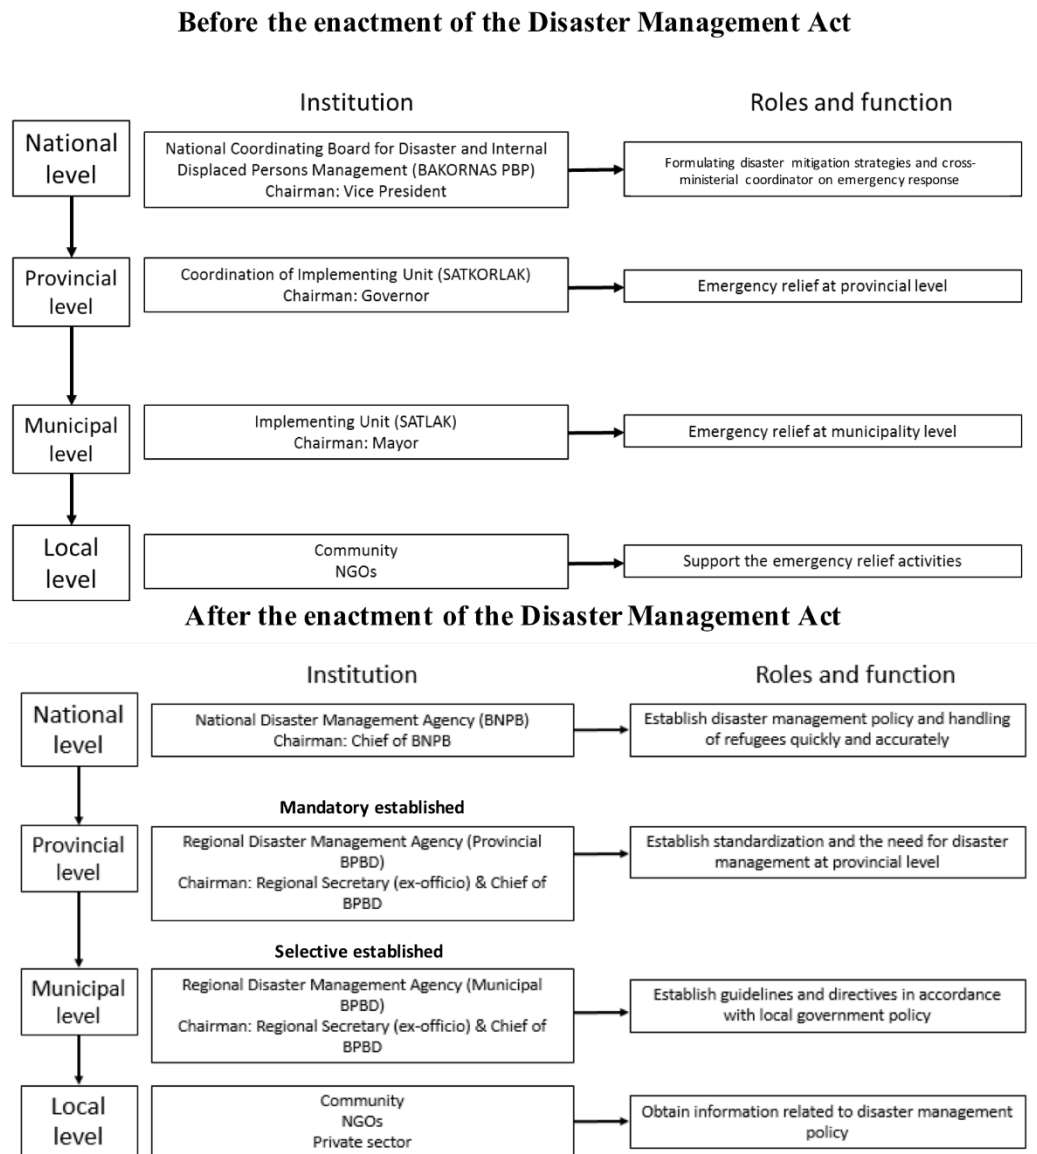 Before the enactment of the Disaster Management Act
Institution
Roles and function
National
level
National Coordinating Board for Disaster and Internal
Displaced Persons Management (BAKORNAS PBP)
Chairman: Vice President
Formulating disaster mitigation strategies and cross-
ministerial coordinator on emergency response
Provincial
level
Coordination of Implementing Unit (SATKORLAK)
Chairman: Governor
Emergency relief at provincial level
Municipal
level
Implementing Unit (SATLAK)
Chairman: Mayor
Emergency relief at municipality level
Local
level
Community
NGOs
Support the emergency relief activities
After the enactment of the Disaster Management Act
Institution
Roles and function
National
level
National Disaster Management Agency (BNPB)
Chairman: Chief of BNPB
Establish disaster management policy and handling
of refugees quickly and accurately
Mandatory established
Provincial
level
Regional Disaster Management Agency (Provincial
BPBD)
Chairman: Regional Secretary (ex-officio) & Chief of
BPBD
Establish standardization and the need for disaster
management at provincial level
Selective established
Municipal
level
Regional Disaster Management Agency (Municipal
BPBD)
Chairman: Regional Secretary (ex-officio) & Chief of
BPBD
Establish guidelines and directives in accordance
with local government policy
Local
level
Community
NGOs
Private sector
Obtain information related to disaster management
policy